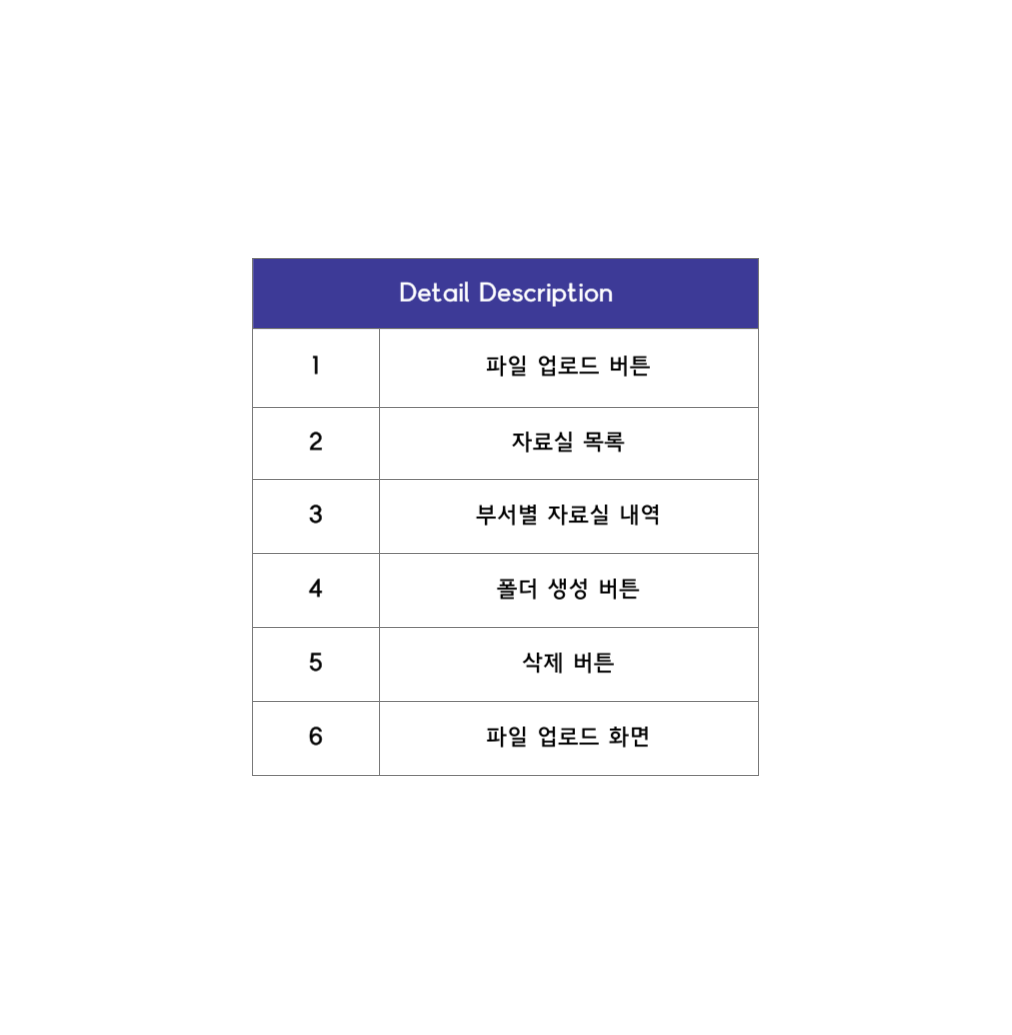 Detail Description
1 파일 업로드 버튼
2 자료실 목록
3 부서별 자료실 내역
4 폴더 생성 버튼
5 삭제 버튼
6 파일 업로드 화면